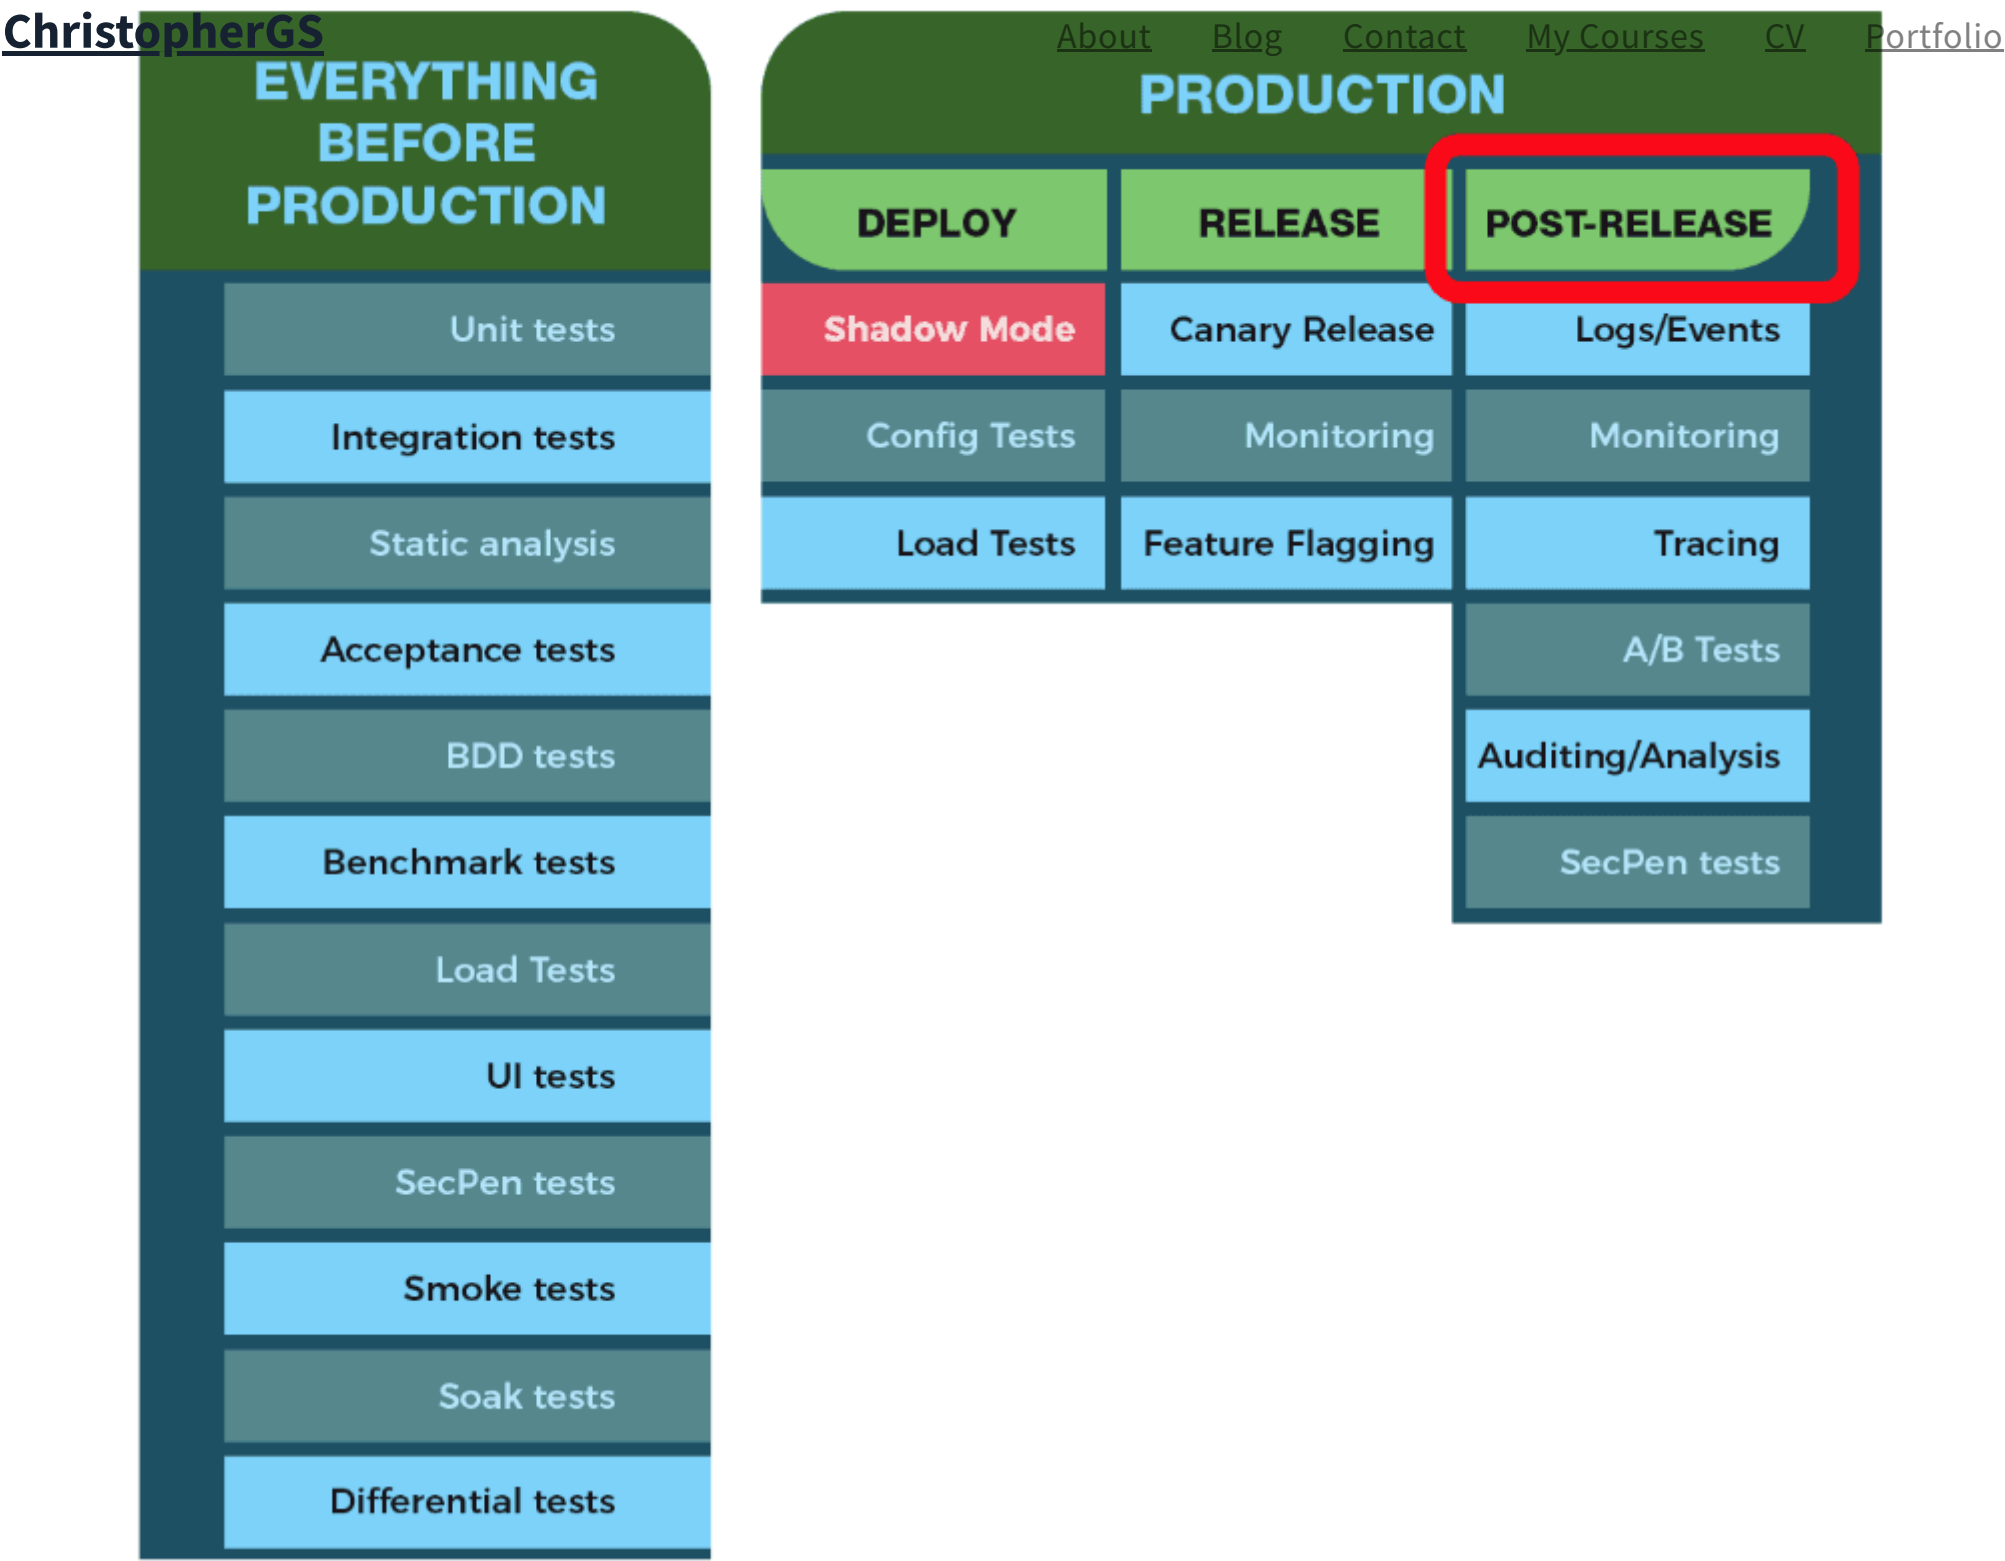 ChristopherGS
About Blog Contact My Courses CV Portfolio
EVERYTHING
BEFORE
PRODUCTION
Unit tests
Integration tests
Static analysis
Acceptance tests
BDD tests
Benchmark tests
Load Tests
UI tests
SecPen tests
Smoke tests
Soak tests
Differential tests
PRODUCTION
DEPLOY
Shadow Mode
Config Tests
Load Tests
RELEASE
Canary Release
Monitoring
Feature Flagging
POST-RELEASE
Logs/Events
Monitoring
Tracing
A/B Tests
Auditing/Analysis
SecPen tests